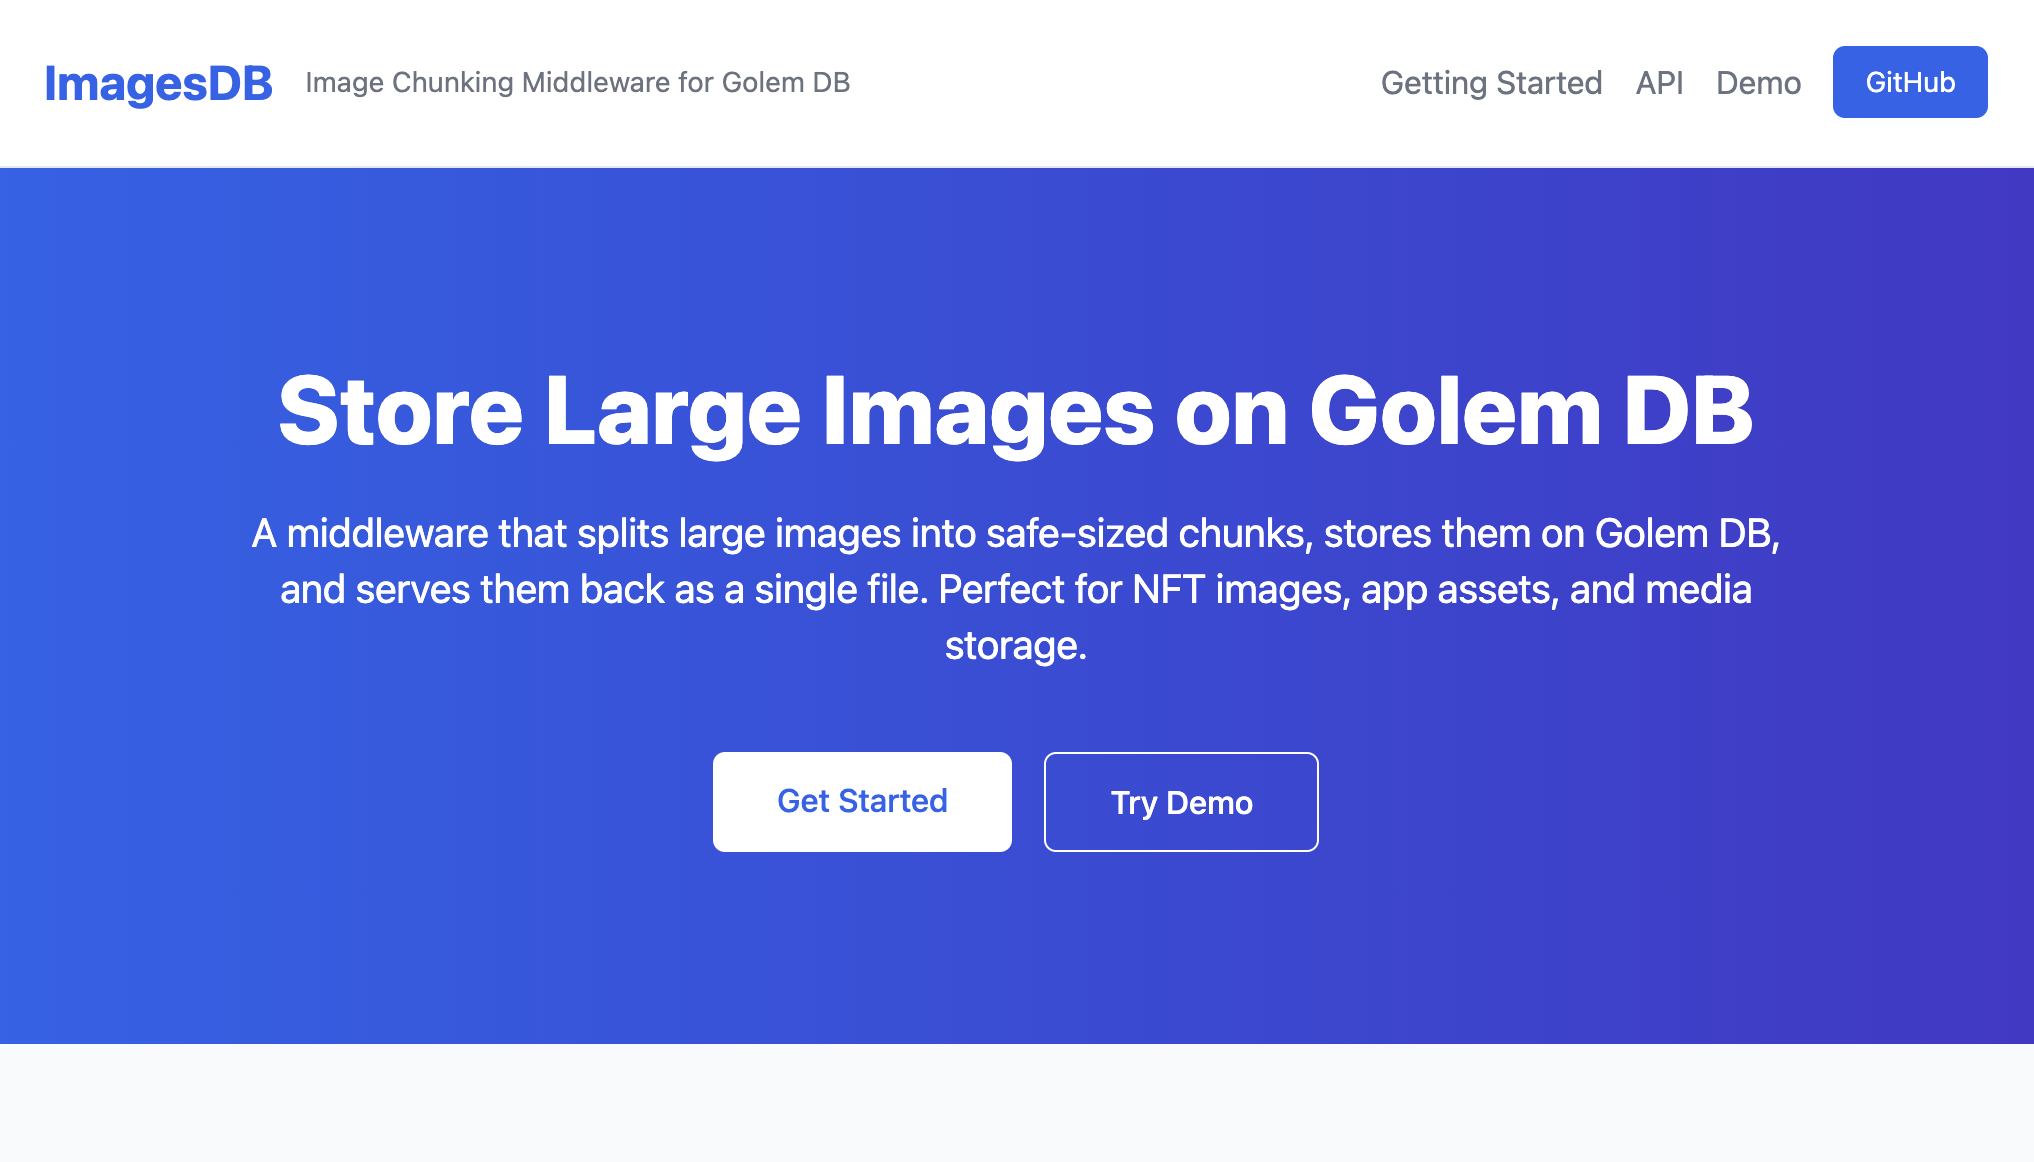 ImagesDB
Image Chunking Middleware for Golem DB
Getting Started
API
Demo
GitHub
Store Large Images on Golem DB
A middleware that splits large images into safe-sized chunks, stores them on Golem DB,
and serves them back as a single file. Perfect for NFT images, app assets, and media
storage.
Get Started
Try Demo